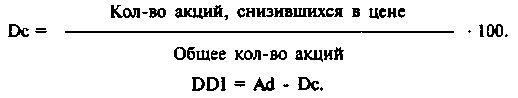 Кол-во акций, снизившихся в цене
Dc = · 100.
Общее кол-во акций
DD1 = Ad - Dc.